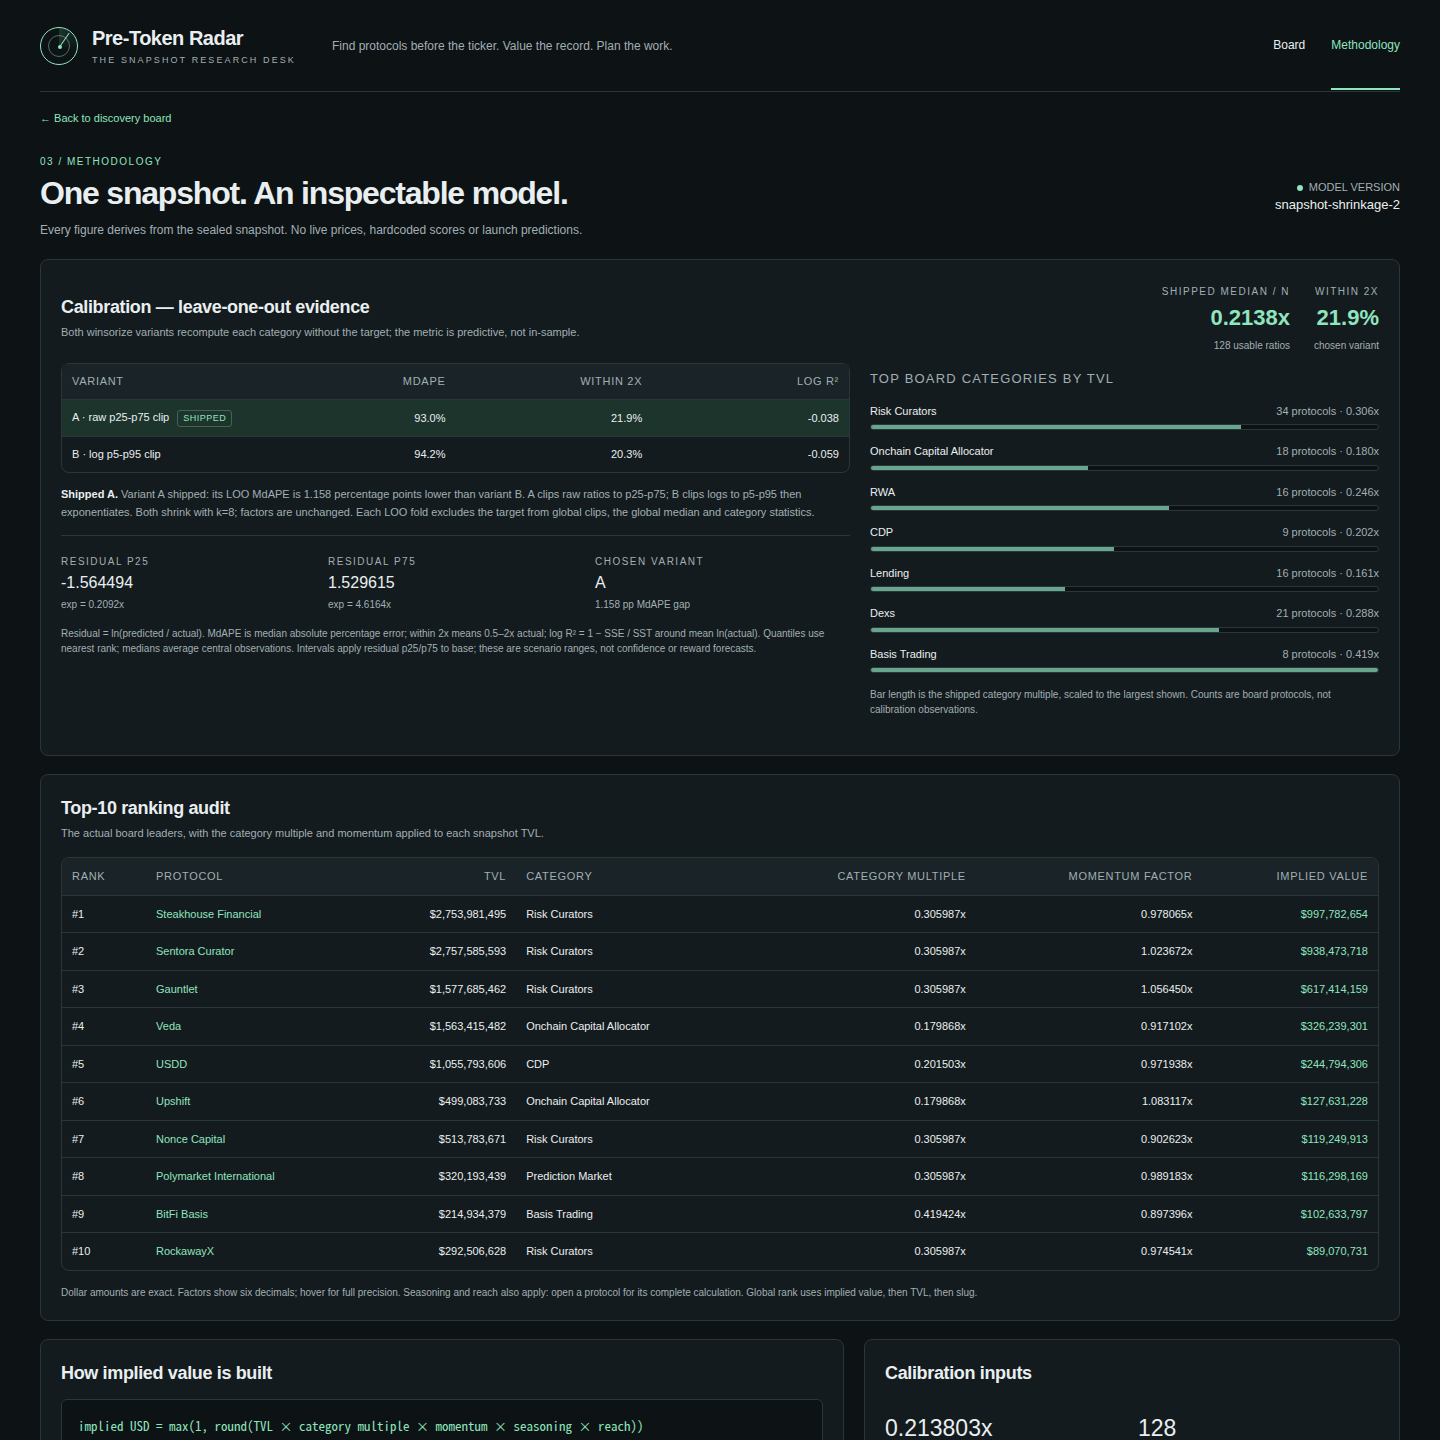 Pre-Token Radar
THE SNAPSHOT RESEARCH DESK
Find protocols before the ticker. Value the record. Plan the work.
Board
Methodology
← Back to discovery board
03 / METHODOLOGY
One snapshot. An inspectable model.
Every figure derives from the sealed snapshot. No live prices, hardcoded scores or launch predictions.
MODEL VERSION
snapshot-shrinkage-2
Calibration — leave-one-out evidence
Both winsorize variants recompute each category without the target; the metric is predictive, not in-sample.
SHIPPED MEDIAN / N
0.2138x
128 usable ratios
WITHIN 2X
21.9%
chosen variant
VARIANT MDAPE WITHIN 2X LOG R²
A · raw p25-p75 clip SHIPPED 93.0% 21.9% -0.038
B · log p5-p95 clip 94.2% 20.3% -0.059
Shipped A. Variant A shipped: its LOO MdAPE is 1.158 percentage points lower than variant B. A clips raw ratios to p25-p75; B clips logs to p5-p95 then
exponentiates. Both shrink with k=8; factors are unchanged. Each LOO fold excludes the target from global clips, the global median and category statistics.
RESIDUAL P25
-1.564494
exp = 0.2092x
RESIDUAL P75
1.529615
exp = 4.6164x
CHOSEN VARIANT
A
1.158 pp MdAPE gap
Residual = ln(predicted / actual). MdAPE is median absolute percentage error; within 2x means 0.5–2x actual; log R² = 1 − SSE / SST around mean ln(actual). Quantiles use
nearest rank; medians average central observations. Intervals apply residual p25/p75 to base; these are scenario ranges, not confidence or reward forecasts.
TOP BOARD CATEGORIES BY TVL
Risk Curators 34 protocols · 0.306x
Onchain Capital Allocator 18 protocols · 0.180x
RWA 16 protocols · 0.246x
CDP 9 protocols · 0.202x
Lending 16 protocols · 0.161x
Dexs 21 protocols · 0.288x
Basis Trading 8 protocols · 0.419x
Bar length is the shipped category multiple, scaled to the largest shown. Counts are board protocols, not
calibration observations.
Top-10 ranking audit
The actual board leaders, with the category multiple and momentum applied to each snapshot TVL.
RANK PROTOCOL TVL CATEGORY CATEGORY MULTIPLE MOMENTUM FACTOR IMPLIED VALUE
#1 Steakhouse Financial $2,753,981,495 Risk Curators 0.305987x 0.978065x $997,782,654
#2 Sentora Curator $2,757,585,593 Risk Curators 0.305987x 1.023672x $938,473,718
#3 Gauntlet $1,577,685,462 Risk Curators 0.305987x 1.056450x $617,414,159
#4 Veda $1,563,415,482 Onchain Capital Allocator 0.179868x 0.917102x $326,239,301
#5 USDD $1,055,793,606 CDP 0.201503x 0.971938x $244,794,306
#6 Upshift $499,083,733 Onchain Capital Allocator 0.179868x 1.083117x $127,631,228
#7 Nonce Capital $513,783,671 Risk Curators 0.305987x 0.902623x $119,249,913
#8 Polymarket International $320,193,439 Prediction Market 0.305987x 0.989183x $116,298,169
#9 BitFi Basis $214,934,379 Basis Trading 0.419424x 0.897396x $102,633,797
#10 RockawayX $292,506,628 Risk Curators 0.305987x 0.974541x $89,070,731
Dollar amounts are exact. Factors show six decimals; hover for full precision. Seasoning and reach also apply: open a protocol for its complete calculation. Global rank uses implied value, then TVL, then slug.
How implied value is built
implied USD = max(1, round(TVL × category multiple × momentum × seasoning × reach))
Calibration inputs
0.213803x 128